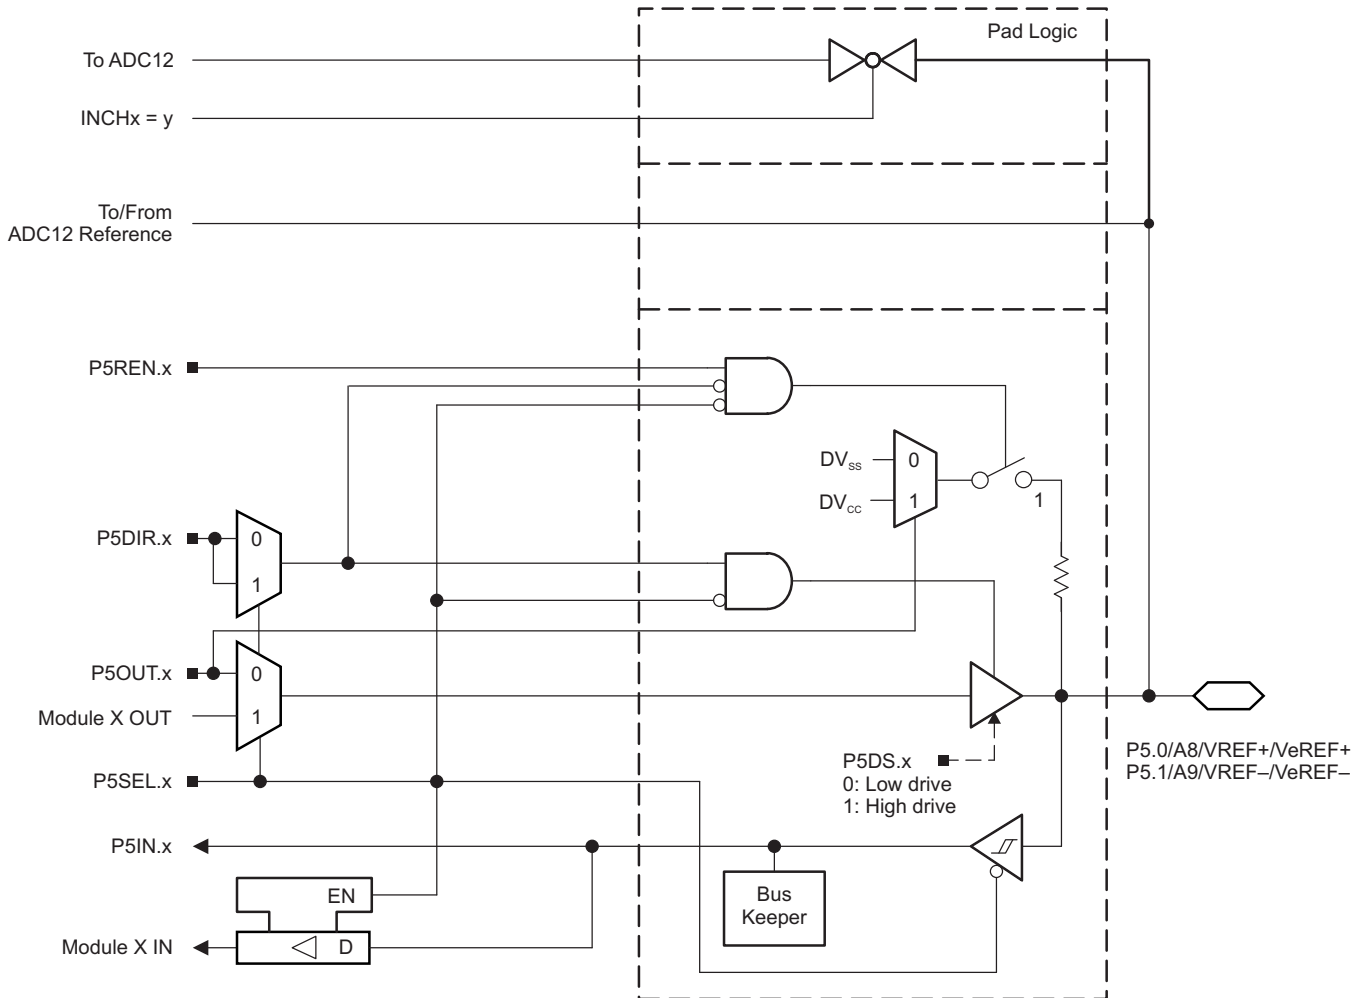 Pad Logic
To ADC12
INCHx = y
To/From
ADC12 Reference
P5REN.x
DVSS
0
DVCC
1
1
P5DIR.x
0
1
P5OUT.x
0
Module X OUT
1
P5SEL.x
P5DS.x
0: Low drive
1: High drive
P5.0/A8/VREF+/VeREF+
P5.1/A9/VREF–/VeREF–
P5IN.x
EN
Bus
Keeper
Module X IN
D